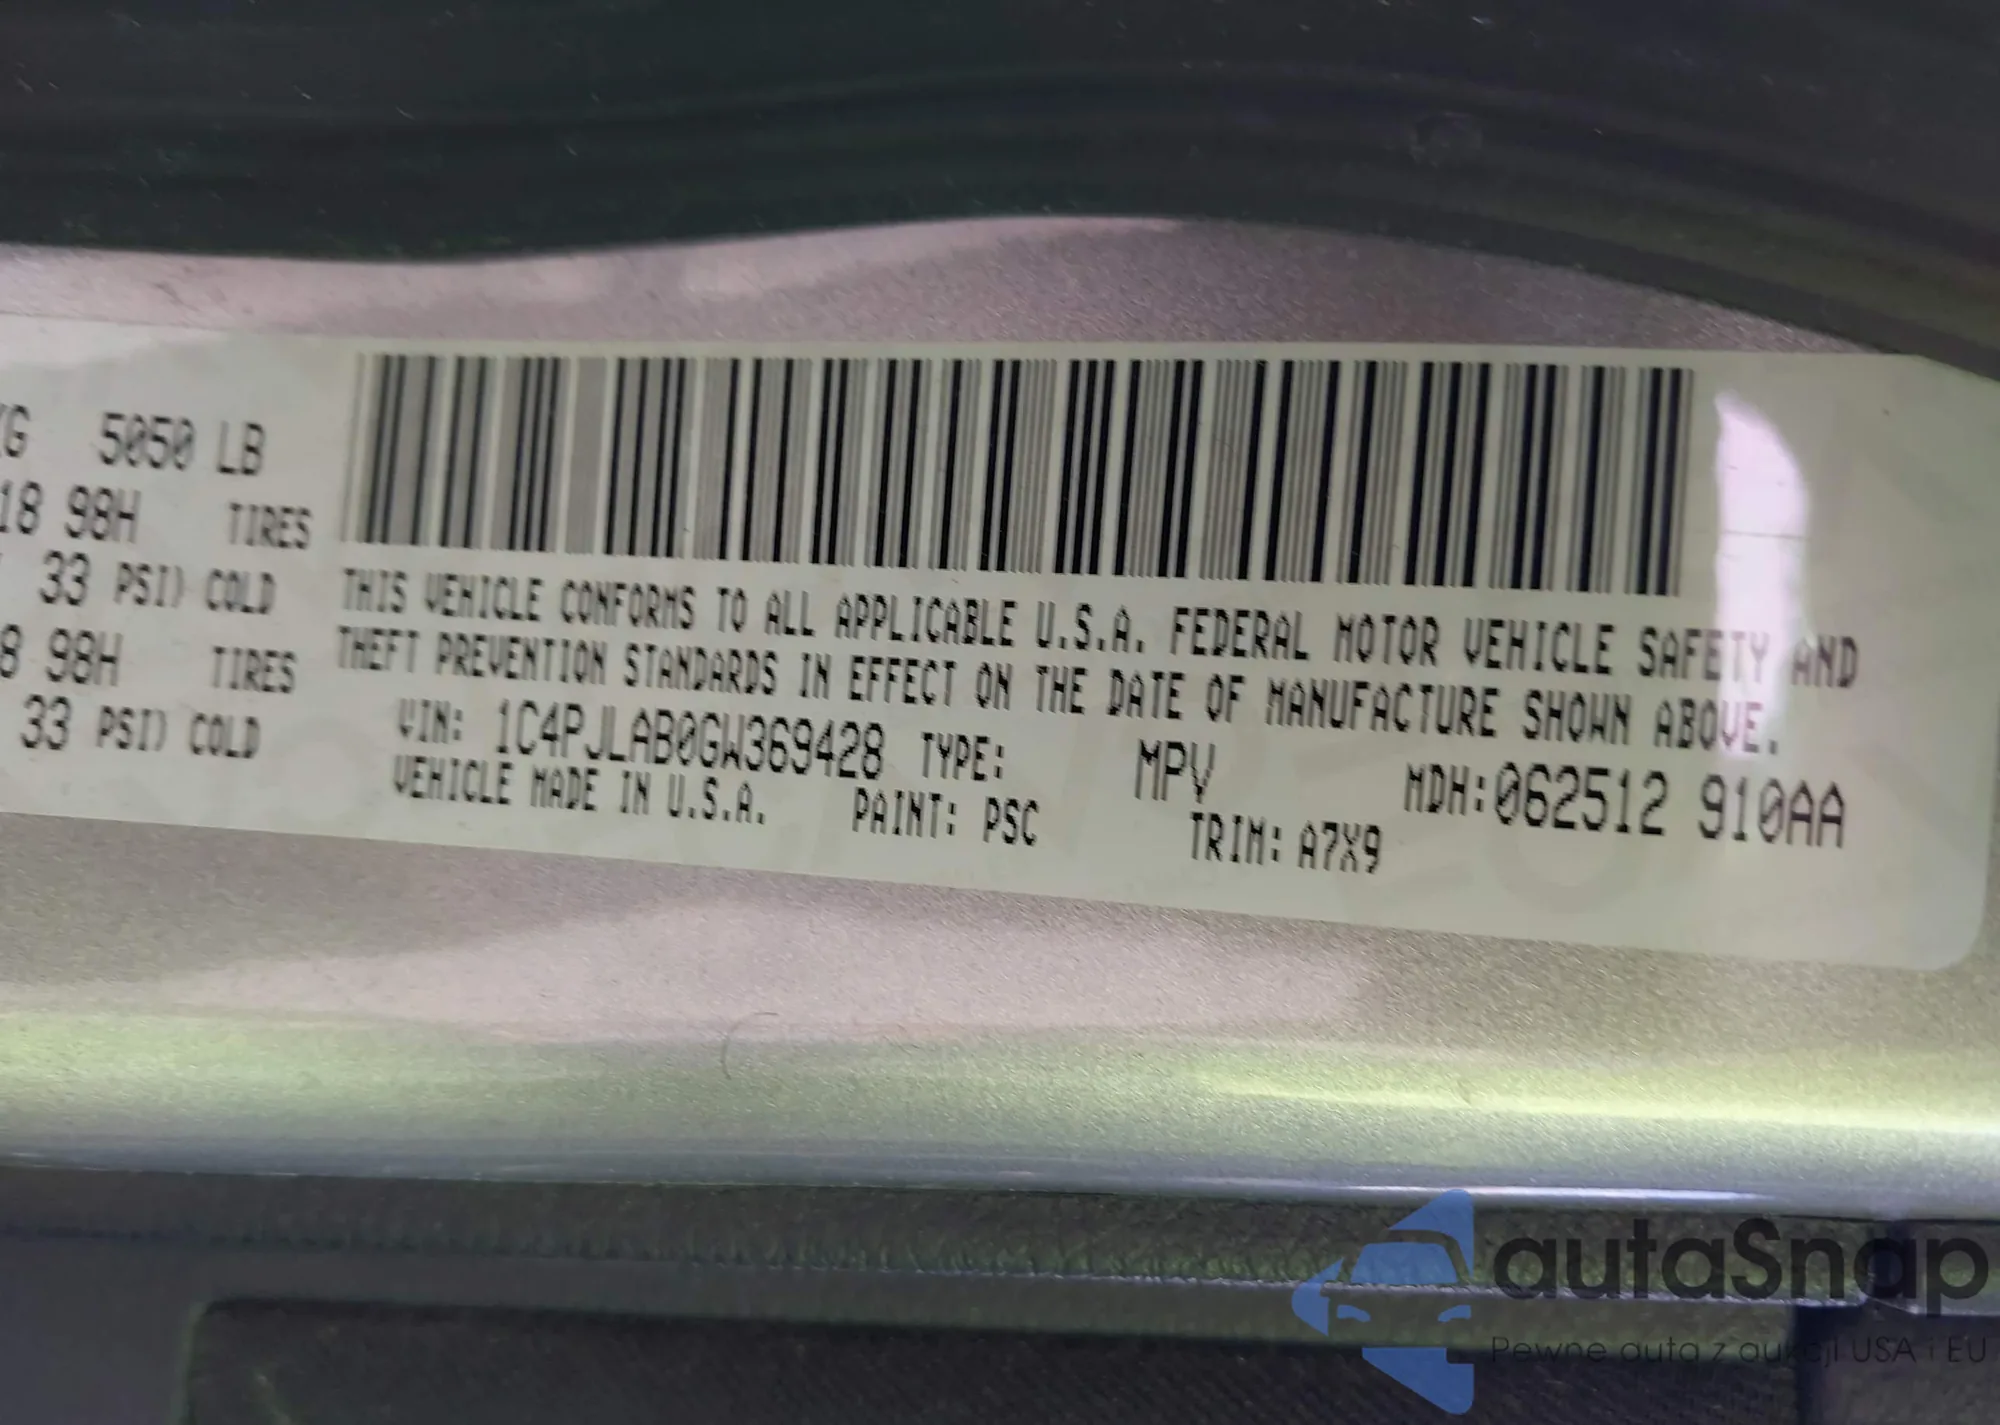 KG 5050 LB
18 98H TIRES
33 PSI) COLD
8 98H TIRES
33 PSI) COLD
THIS VEHICLE CONFORMS TO ALL APPLICABLE U.S.A. FEDERAL MOTOR VEHICLE SAFETY AND
THEFT PREVENTION STANDARDS IN EFFECT ON THE DATE OF MANUFACTURE SHOWN ABOVE.
VIN: 1C4PJLAB0GW369428 TYPE: MPV MDH:062512 910AA
VEHICLE MADE IN U.S.A. PAINT: PSC TRIM: A7X9
autaSnap
Pewne auta z aukcji USA i EU